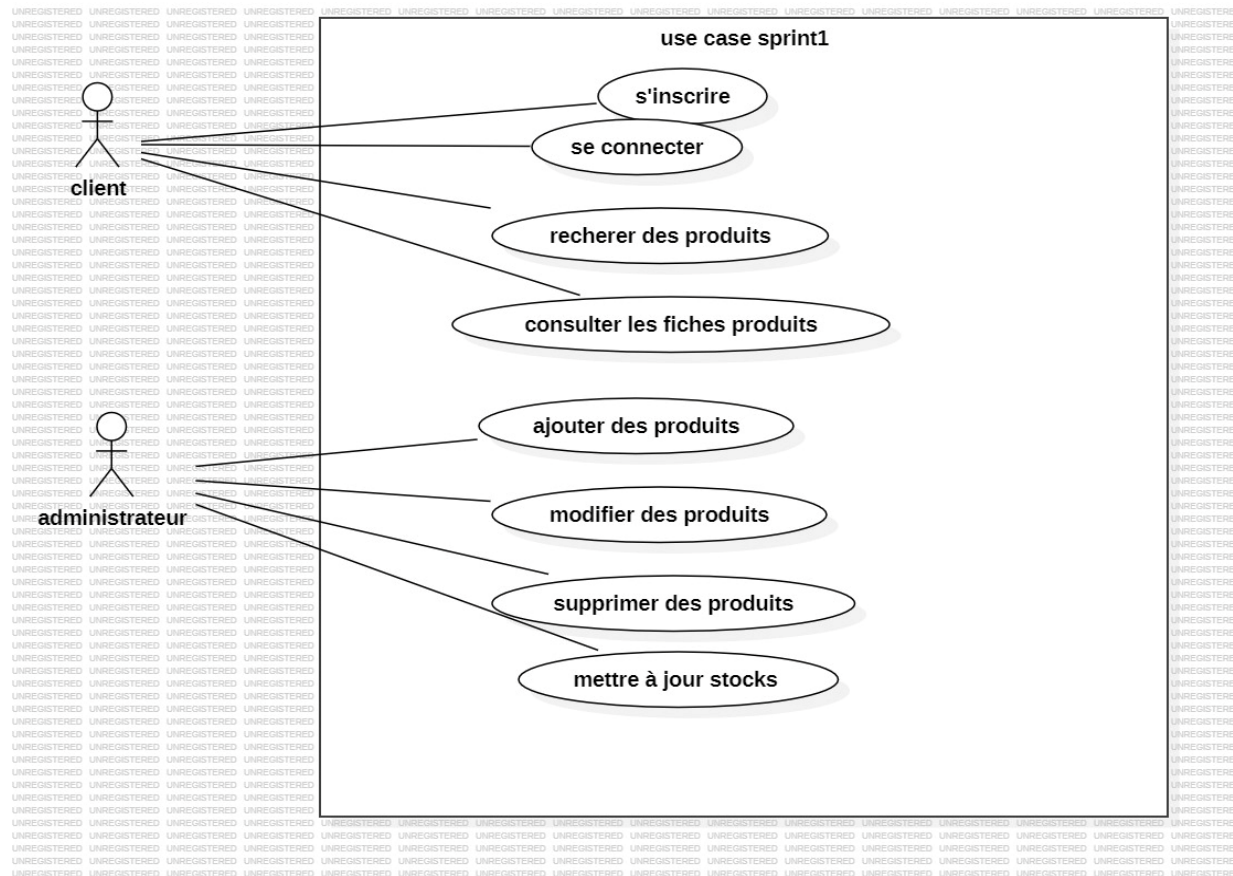 use case sprint1
s'inscrire
se connecter
client
recherer des produits
consulter les fiches produits
ajouter des produits
modifier des produits
administrateur
supprimer des produits
mettre à jour stocks
UNREGISTERED